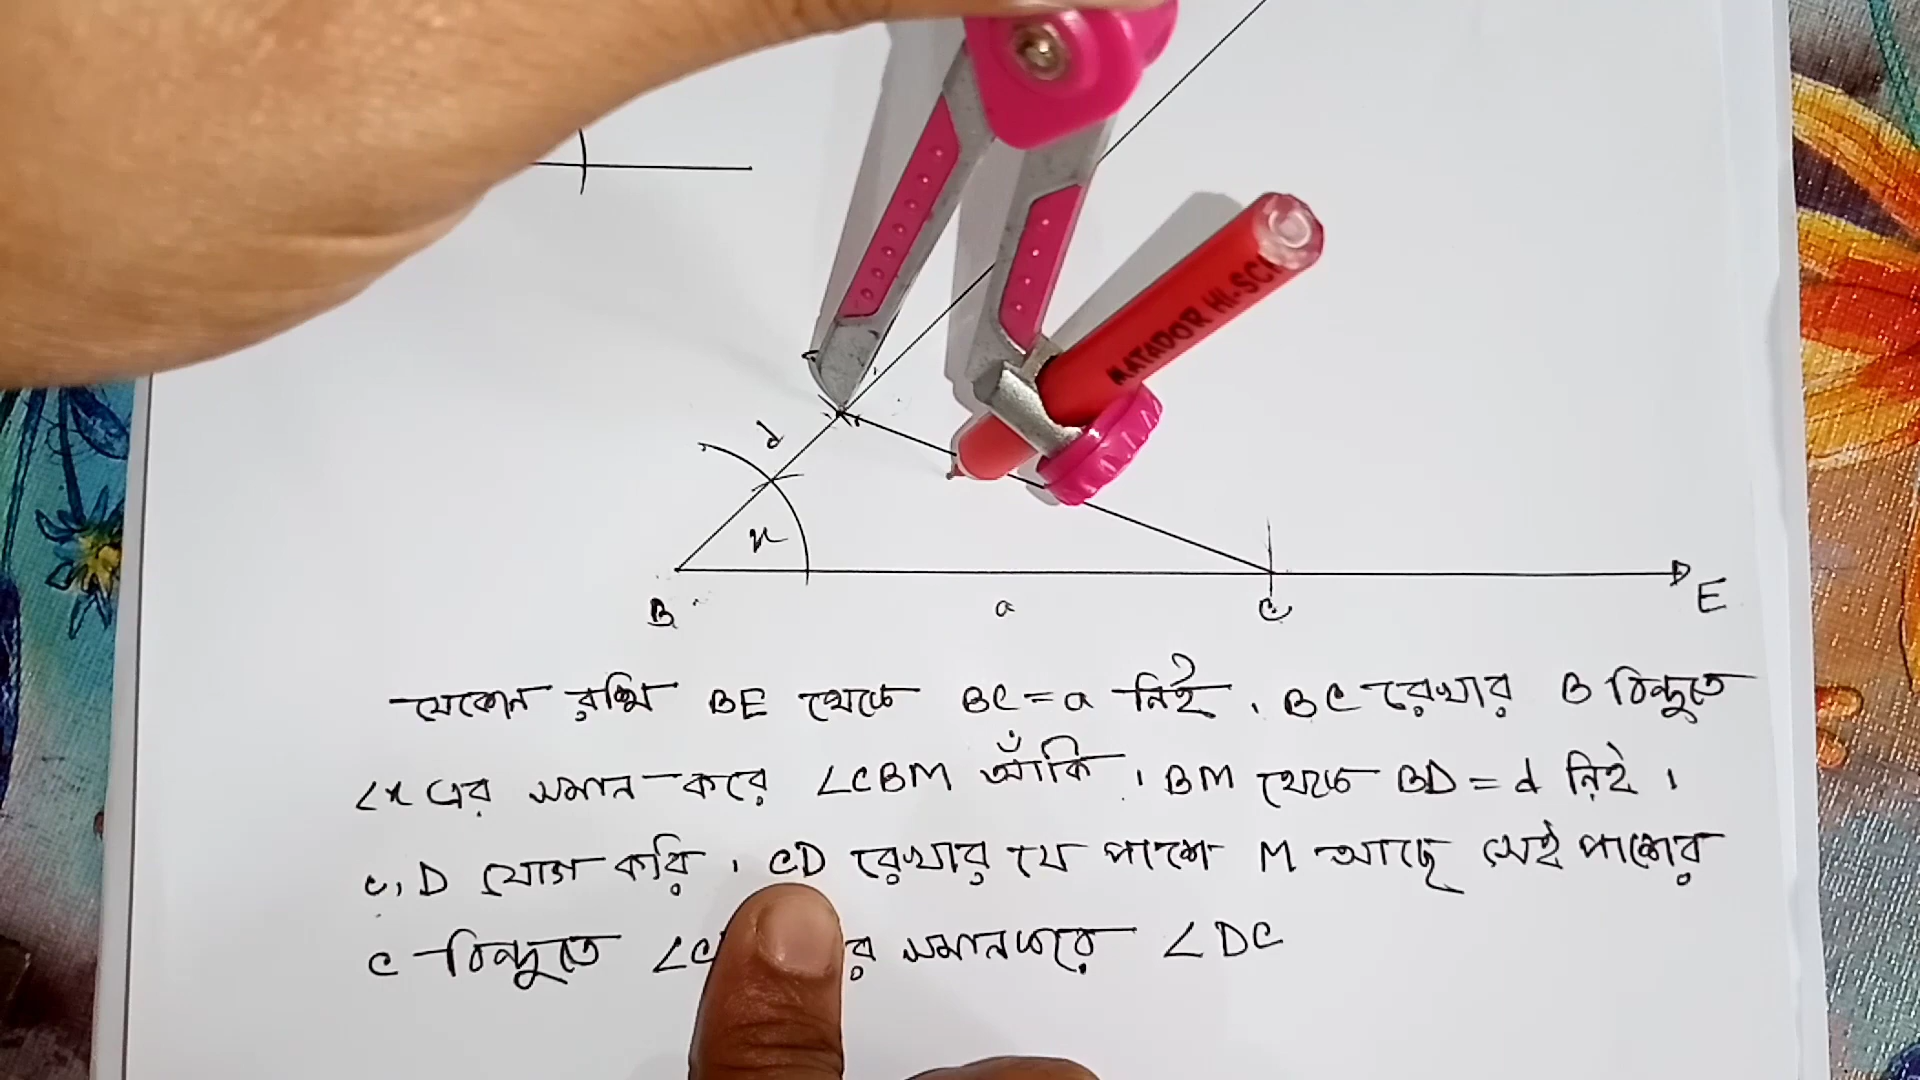 MATADOR HI-SC
d
x
B a C E
যেকোন রশ্মি BE থেকে BC = a নিই । BC রেখার B বিন্দুতে
∠x এর সমান করে ∠CBM আঁকি । BM থেকে BD = d নিই ।
C, D যোগ করি । CD রেখার যে পাশে M আছে সেই পাশের
C বিন্দুতে ∠C র সমান করে ∠DC